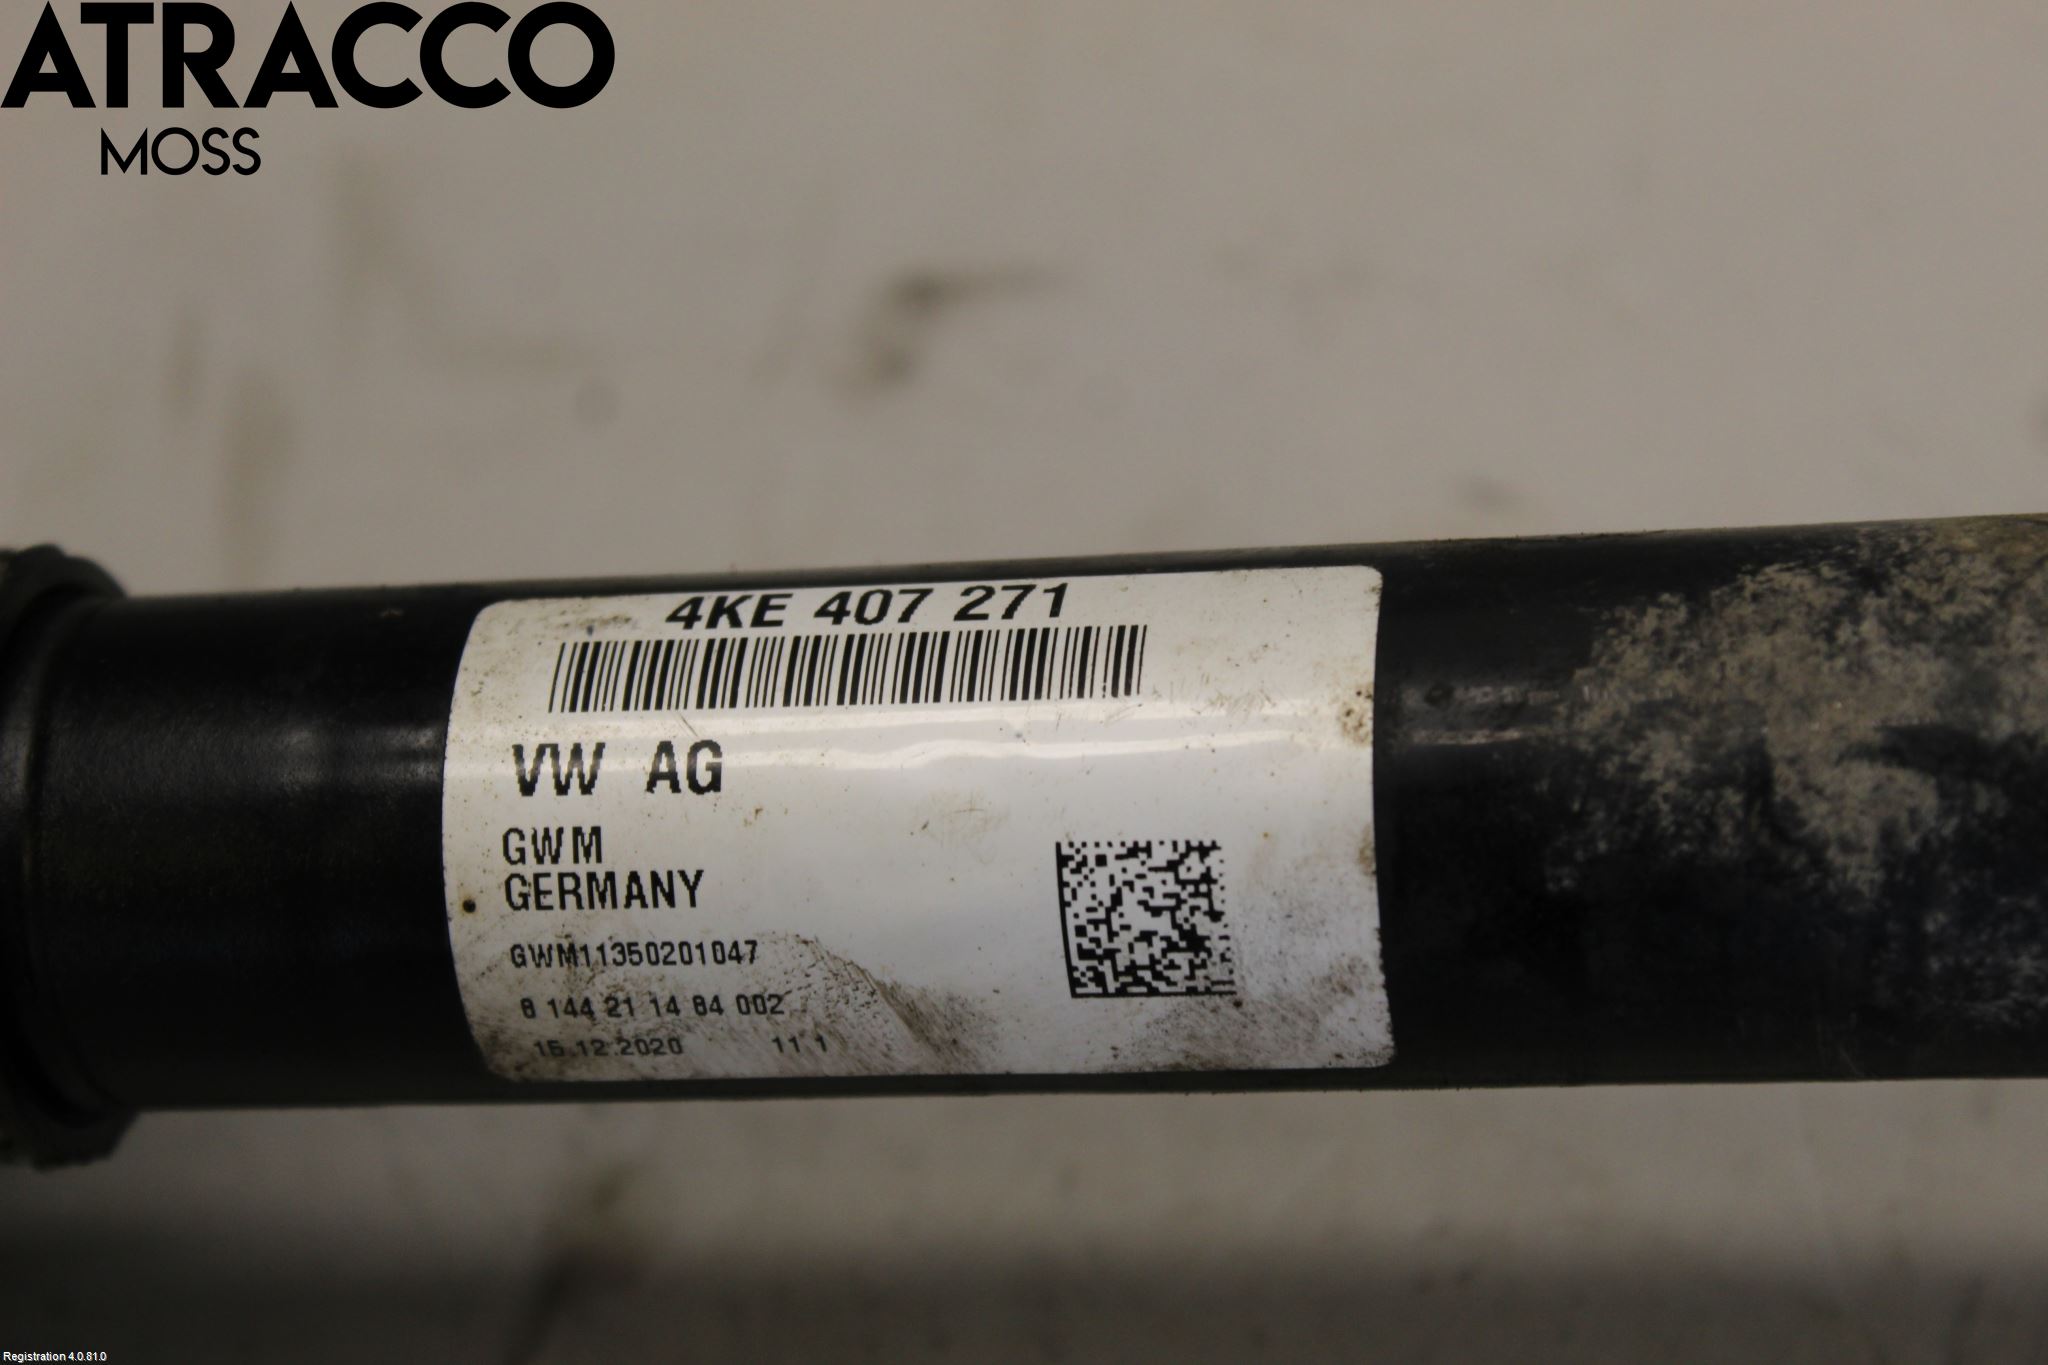 ATRACCO
MOSS
4KE 407 271
VW AG
GWM
GERMANY
GWM11350201047
8 144 21 14 84 002
15.12.2020 11 1
Registration 4.0.81.0